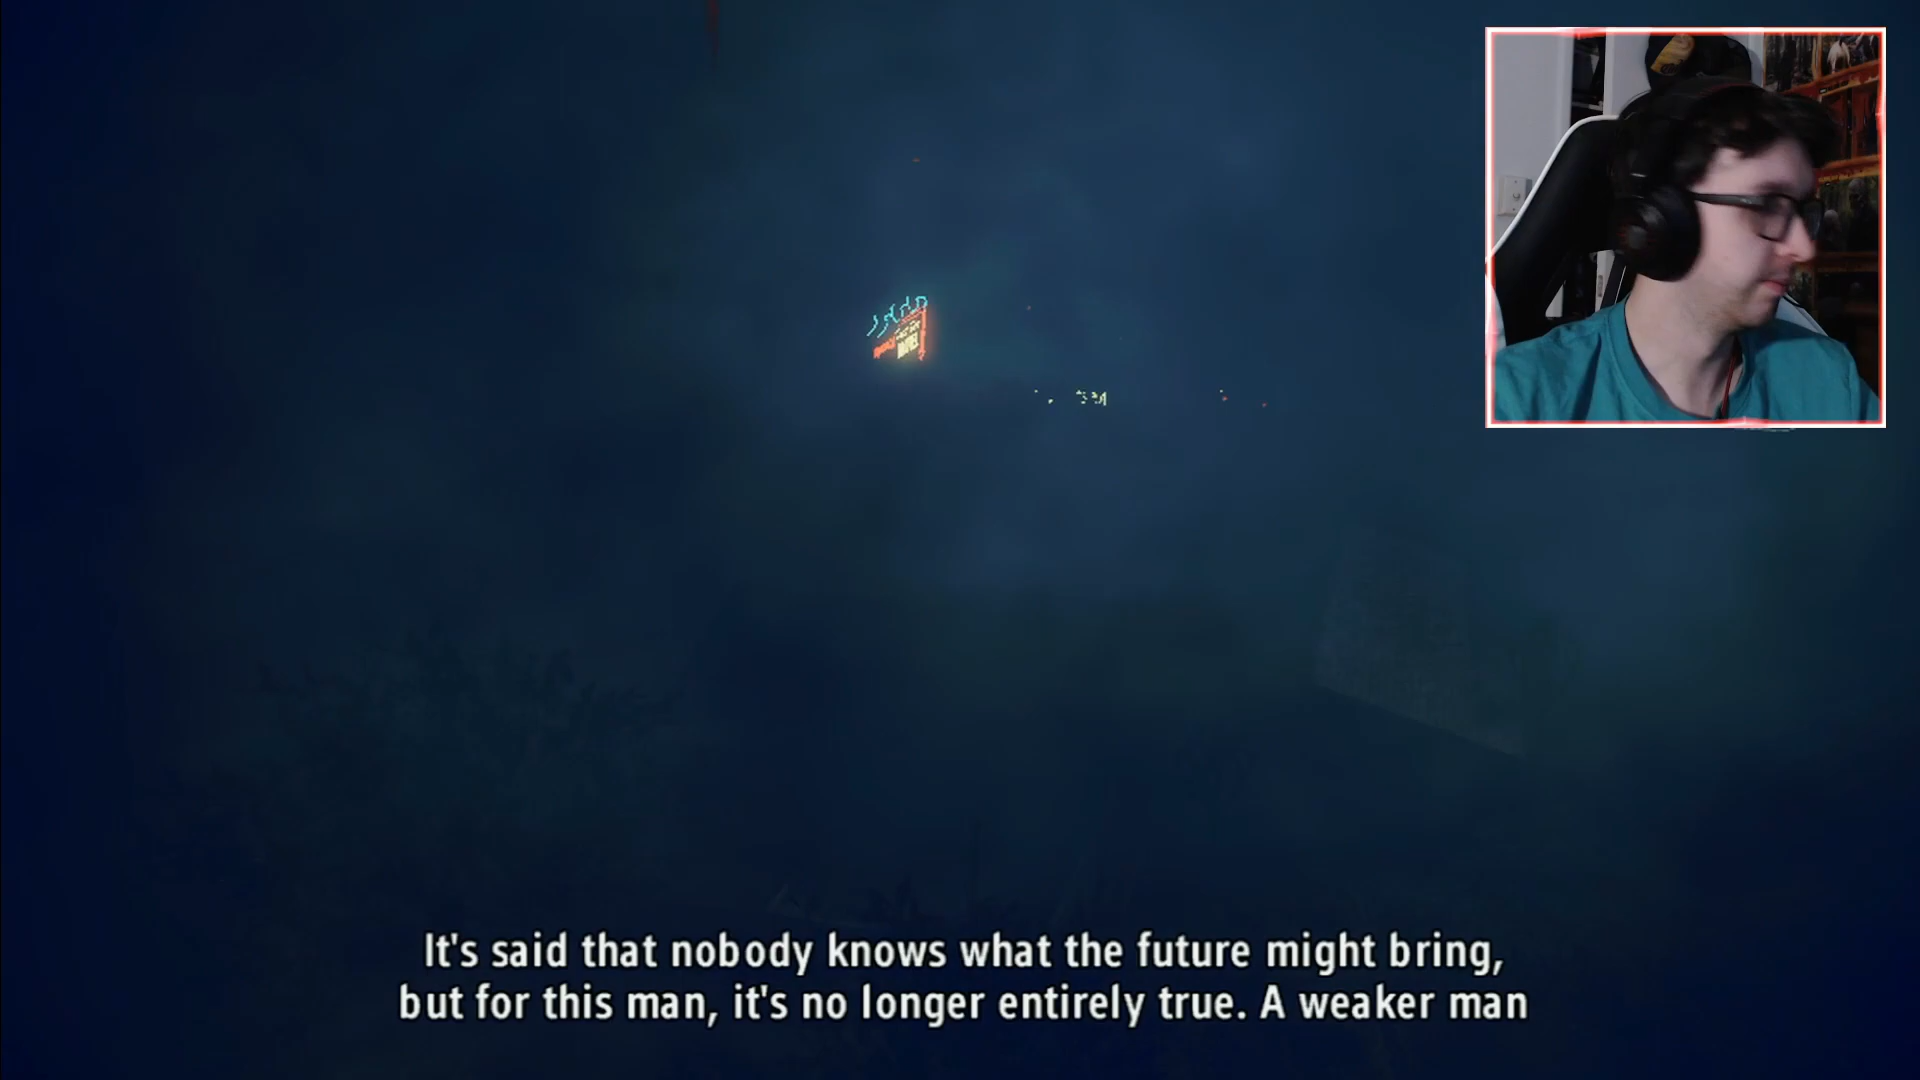 MOTEL
It's said that nobody knows what the future might bring,
but for this man, it's no longer entirely true. A weaker man